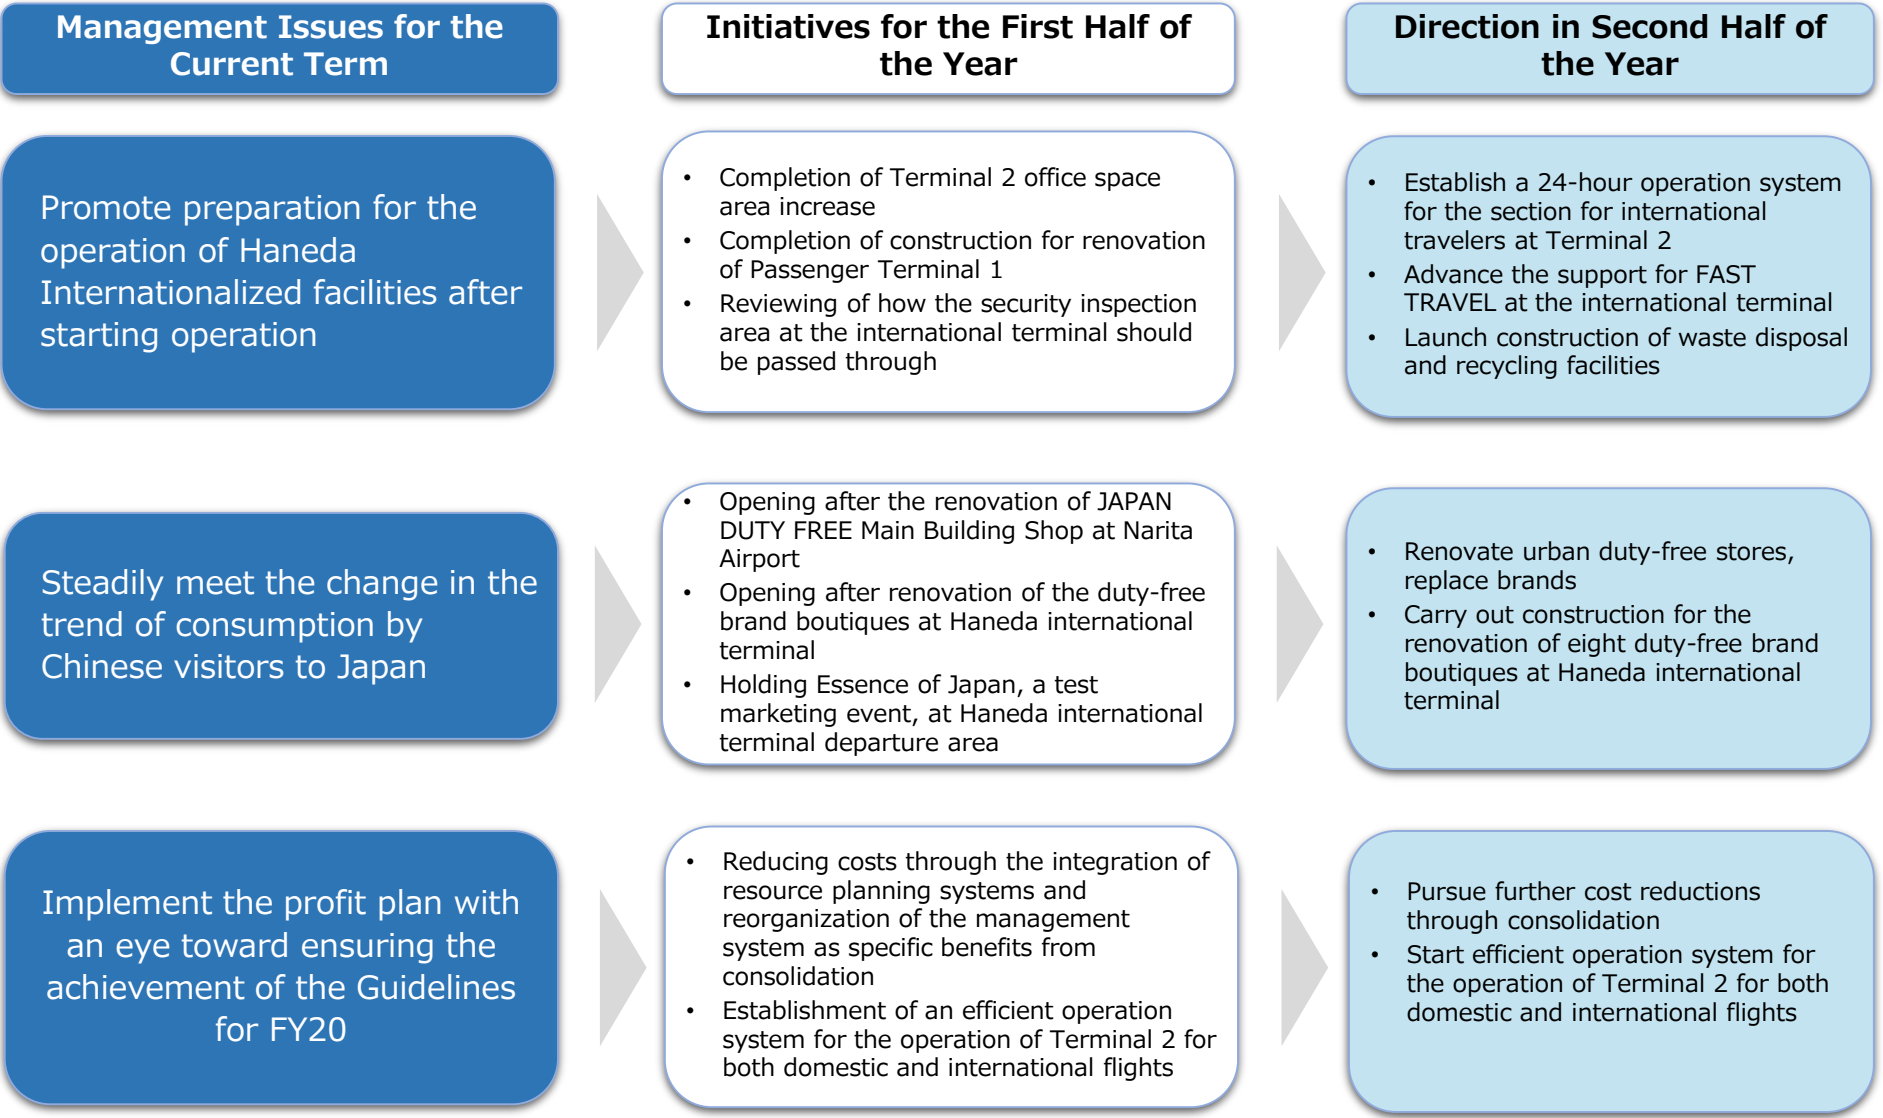 Management Issues for the
Current Term
Initiatives for the First Half of
the Year
Direction in Second Half of
the Year
Promote preparation for the
operation of Haneda
Internationalized facilities after
starting operation
• Completion of Terminal 2 office space
area increase
• Completion of construction for renovation
of Passenger Terminal 1
• Reviewing of how the security inspection
area at the international terminal should
be passed through
• Establish a 24-hour operation system
for the section for international
travelers at Terminal 2
• Advance the support for FAST
TRAVEL at the international terminal
• Launch construction of waste disposal
and recycling facilities
Steadily meet the change in the
trend of consumption by
Chinese visitors to Japan
• Opening after the renovation of JAPAN
DUTY FREE Main Building Shop at Narita
Airport
• Opening after renovation of the duty-free
brand boutiques at Haneda international
terminal
• Holding Essence of Japan, a test
marketing event, at Haneda international
terminal departure area
• Renovate urban duty-free stores,
replace brands
• Carry out construction for the
renovation of eight duty-free brand
boutiques at Haneda international
terminal
Implement the profit plan with
an eye toward ensuring the
achievement of the Guidelines
for FY20
• Reducing costs through the integration of
resource planning systems and
reorganization of the management
system as specific benefits from
consolidation
• Establishment of an efficient operation
system for the operation of Terminal 2 for
both domestic and international flights
• Pursue further cost reductions
through consolidation
• Start efficient operation system for
the operation of Terminal 2 for both
domestic and international flights